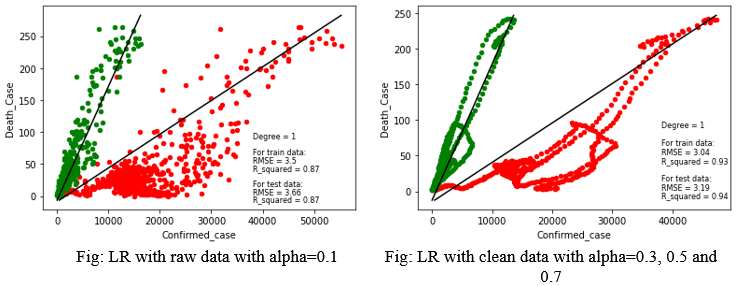 250
200
150
100
50
0
Death_Case
Degree = 1
For train data:
RMSE = 3.5
R_squared = 0.87
For test data:
RMSE = 3.66
R_squared = 0.87
0 10000 20000 30000 40000 50000
Confirmed_case
Fig: LR with raw data with alpha=0.1
250
200
150
100
50
0
Death_Case
Degree = 1
For train data:
RMSE = 3.04
R_squared = 0.93
For test data:
RMSE = 3.19
R_squared = 0.94
0 10000 20000 30000 40000
Confirmed_case
Fig: LR with clean data with alpha=0.3, 0.5 and
0.7